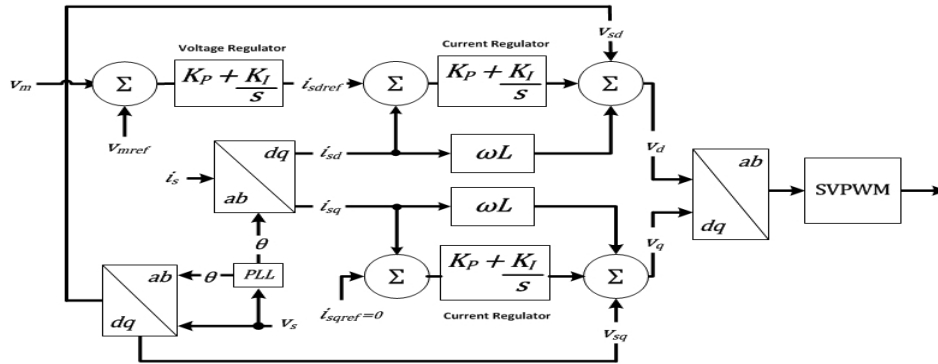 v_sd
Voltage Regulator
Current Regulator
v_m
Σ
K_P + K_I/s
i_sdref
Σ
K_P + K_I/s
Σ
v_mref
dq
i_sd
ωL
v_d
ab
i_s
SVPWM
ab
i_sq
ωL
dq
v_q
θ
ab
θ
PLL
Σ
K_P + K_I/s
Σ
dq
v_s
i_sqref=0
Current Regulator
v_sq